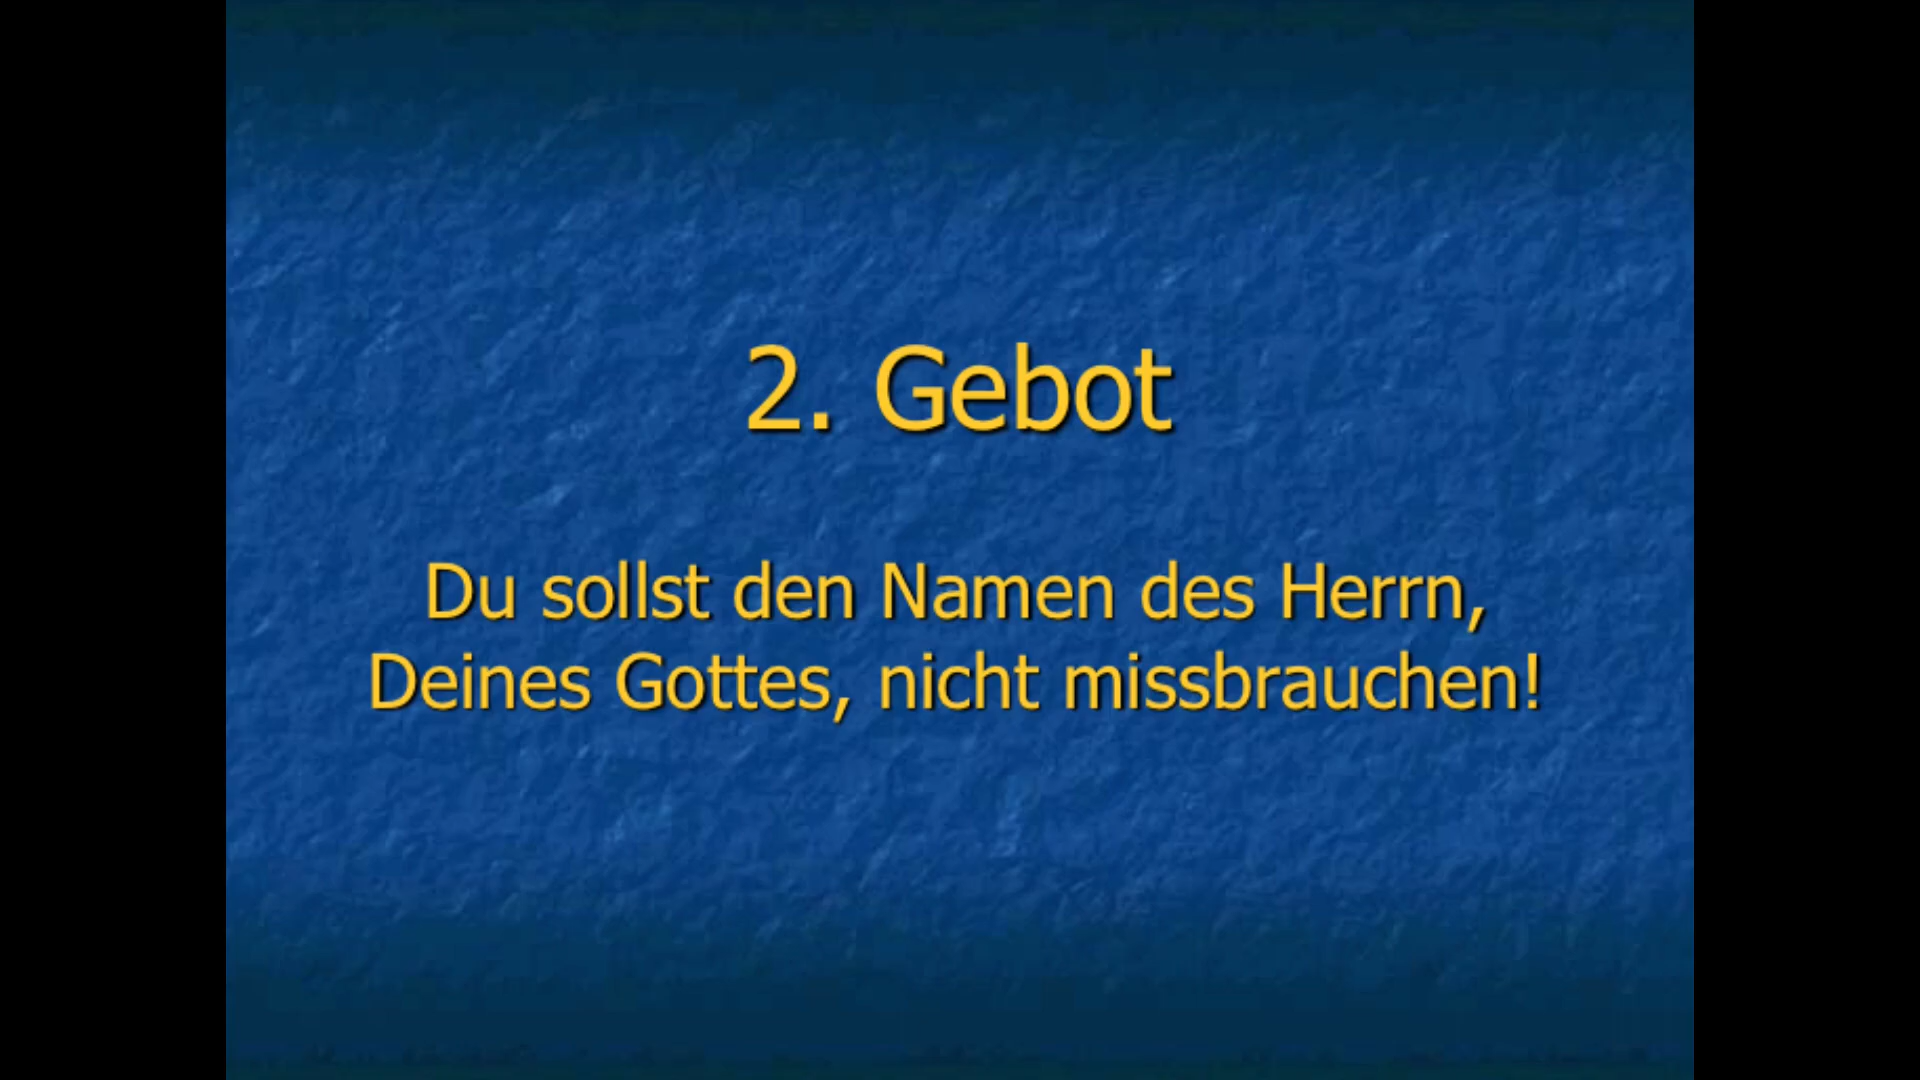 2. Gebot
Du sollst den Namen des Herrn,
Deines Gottes, nicht missbrauchen!